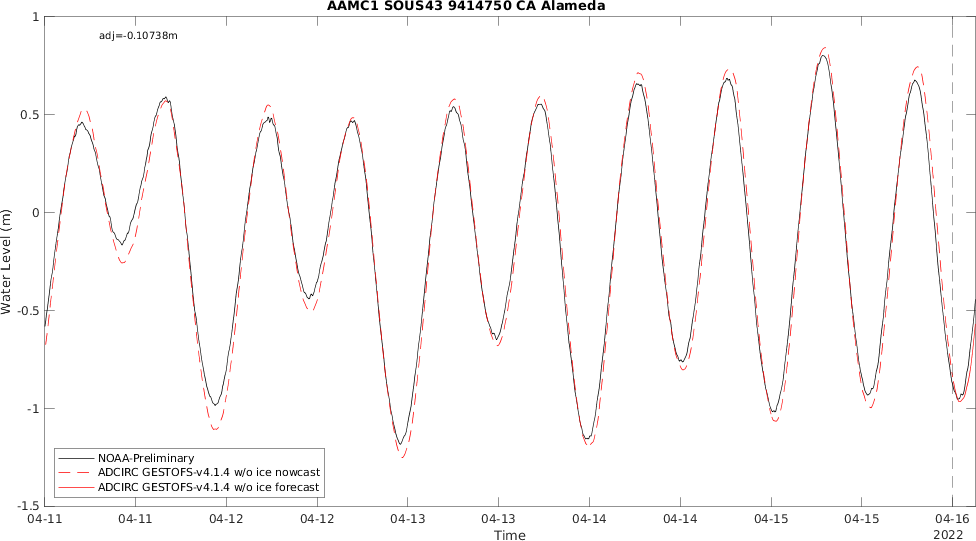 AAMC1 SOUS43 9414750 CA Alameda
adj=-0.10738m
1
0.5
0
-0.5
-1
-1.5
Water Level (m)
NOAA-Preliminary
ADCIRC GESTOFS-v4.1.4 w/o ice nowcast
ADCIRC GESTOFS-v4.1.4 w/o ice forecast
04-11 04-11 04-12 04-12 04-13 04-13 04-14 04-14 04-15 04-15 04-16
Time
2022